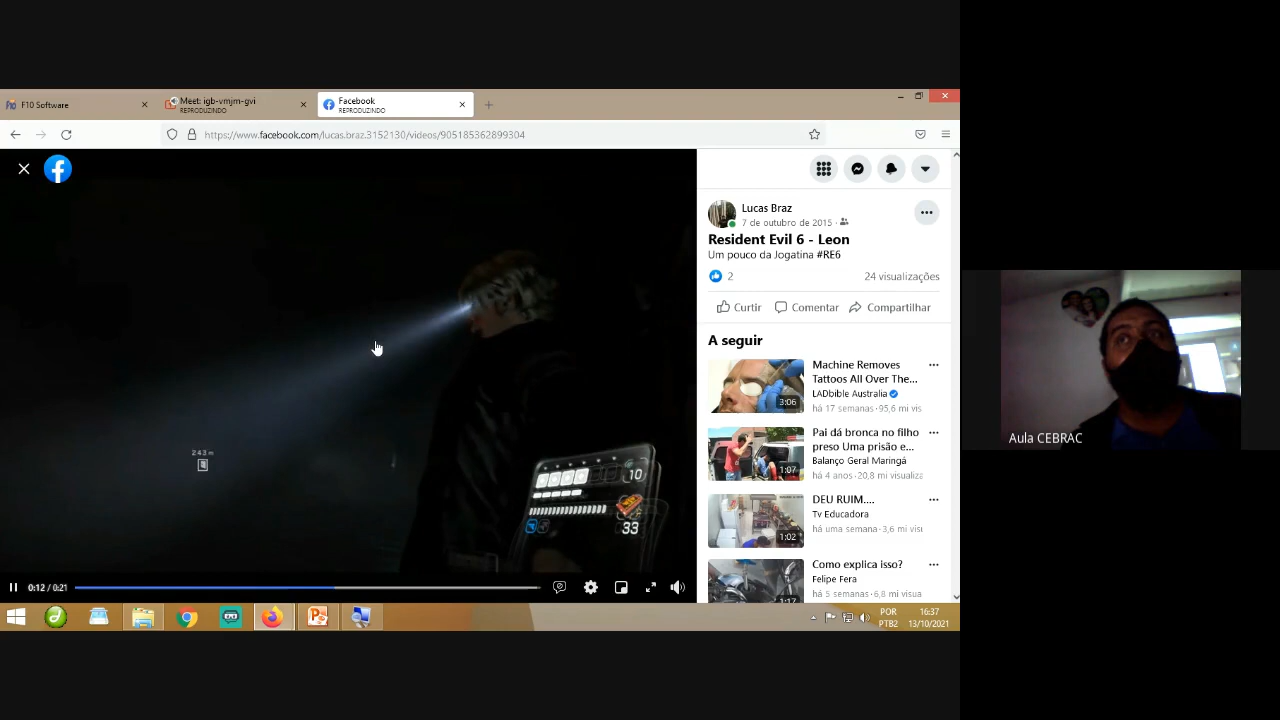 F10 Software
Meet: igb-vmjm-gvi
REPRODUZINDO
Facebook
REPRODUZINDO
https://www.facebook.com/lucas.braz.3152130/videos/905185362899304
Lucas Braz
7 de outubro de 2015 ·
Resident Evil 6 - Leon
Um pouco da Jogatina #RE6
2
24 visualizações
Curtir
Comentar
Compartilhar
A seguir
Machine Removes
Tattoos All Over The...
LADbible Australia
há 17 semanas · 95,6 mi vis
3:06
Pai dá bronca no filho
preso Uma prisão e...
Balanço Geral Maringá
há 4 anos · 20,8 mi visualiza
1:07
DEU RUIM....
Tv Educadora
há uma semana · 3,6 mi visu
1:02
Como explica isso?
Felipe Fera
há 5 semanas · 6,8 mi visua
1:17
243 m
10
33
0:12 / 0:21
POR
PTB2
16:37
13/10/2021
Aula CEBRAC